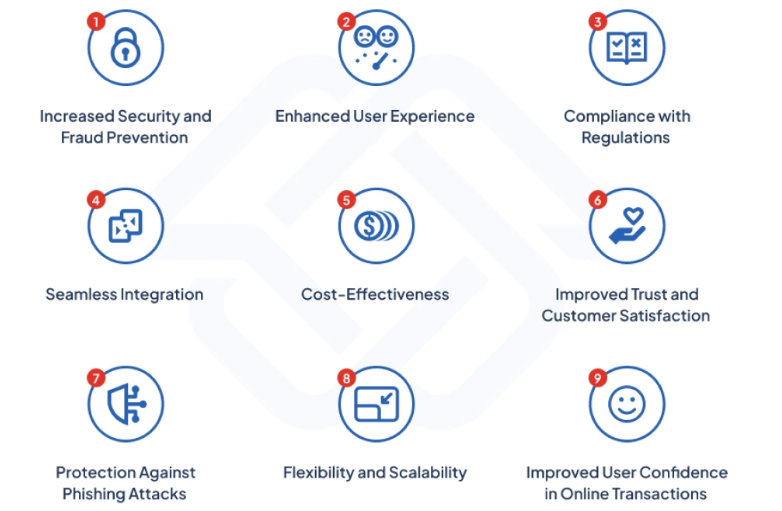 1
Increased Security and
Fraud Prevention
2
Enhanced User Experience
3
Compliance with
Regulations
4
Seamless Integration
5
$
Cost-Effectiveness
6
Improved Trust and
Customer Satisfaction
7
Protection Against
Phishing Attacks
8
Flexibility and Scalability
9
Improved User Confidence
in Online Transactions